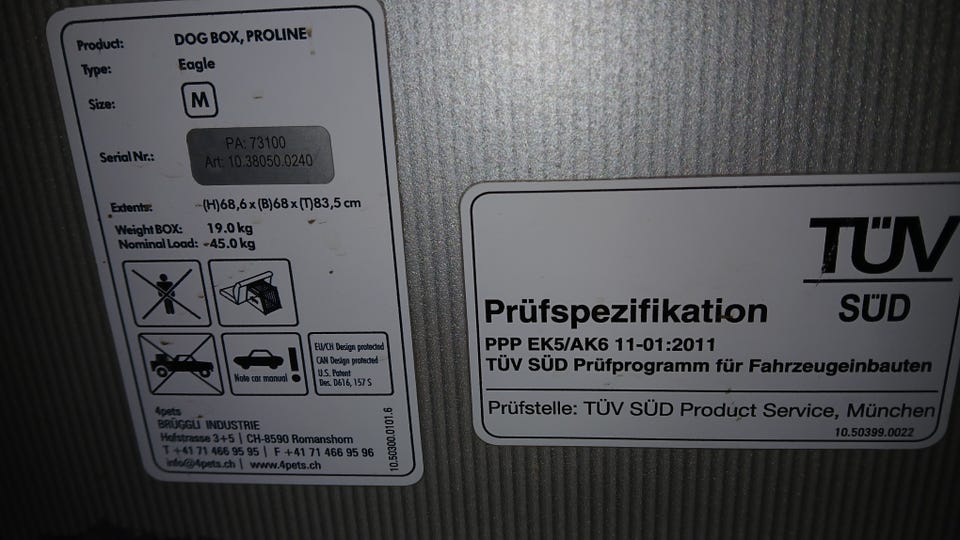 Product: DOG BOX, PROLINE
Type: Eagle
Size: M
Serial Nr.: PA: 73100
Art: 10.38050.0240
Extents: (H)68,6 x (B)68 x (T)83,5 cm
Weight BOX: 19.0 kg
Nominal Load: 45.0 kg
Note car manual !
EU/CH Design protected
CAN Design protected
U.S. Patent
Des. D616, 157 S
4pets
BRÜGGLI INDUSTRIE
Hofstrasse 3+5 | CH-8590 Romanshorn
T +41 71 466 95 95 | F +41 71 466 95 96
info@4pets.ch | www.4pets.ch
10.50300.0101.6
TÜV
SÜD
Prüfspezifikation
PPP EK5/AK6 11-01:2011
TÜV SÜD Prüfprogramm für Fahrzeugeinbauten
Prüfstelle: TÜV SÜD Product Service, München
10.50399.0022